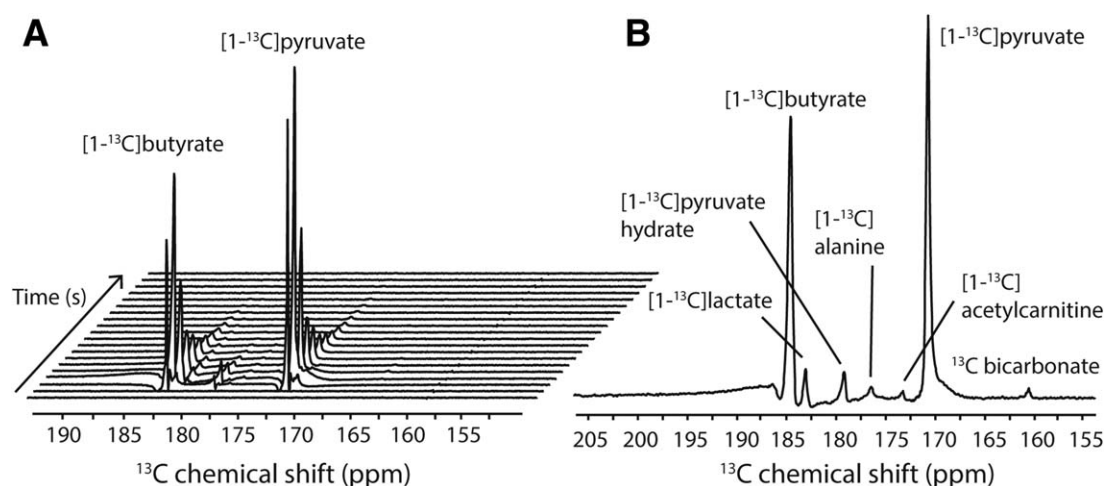 A
[1-¹³C]pyruvate
[1-¹³C]butyrate
Time (s)
190 185 180 175 170 165 160 155
¹³C chemical shift (ppm)
B
[1-¹³C]pyruvate
[1-¹³C]butyrate
[1-¹³C]pyruvate
hydrate
[1-¹³C]
alanine
[1-¹³C]lactate
[1-¹³C]
acetylcarnitine
¹³C bicarbonate
205 200 195 190 185 180 175 170 165 160 155
¹³C chemical shift (ppm)